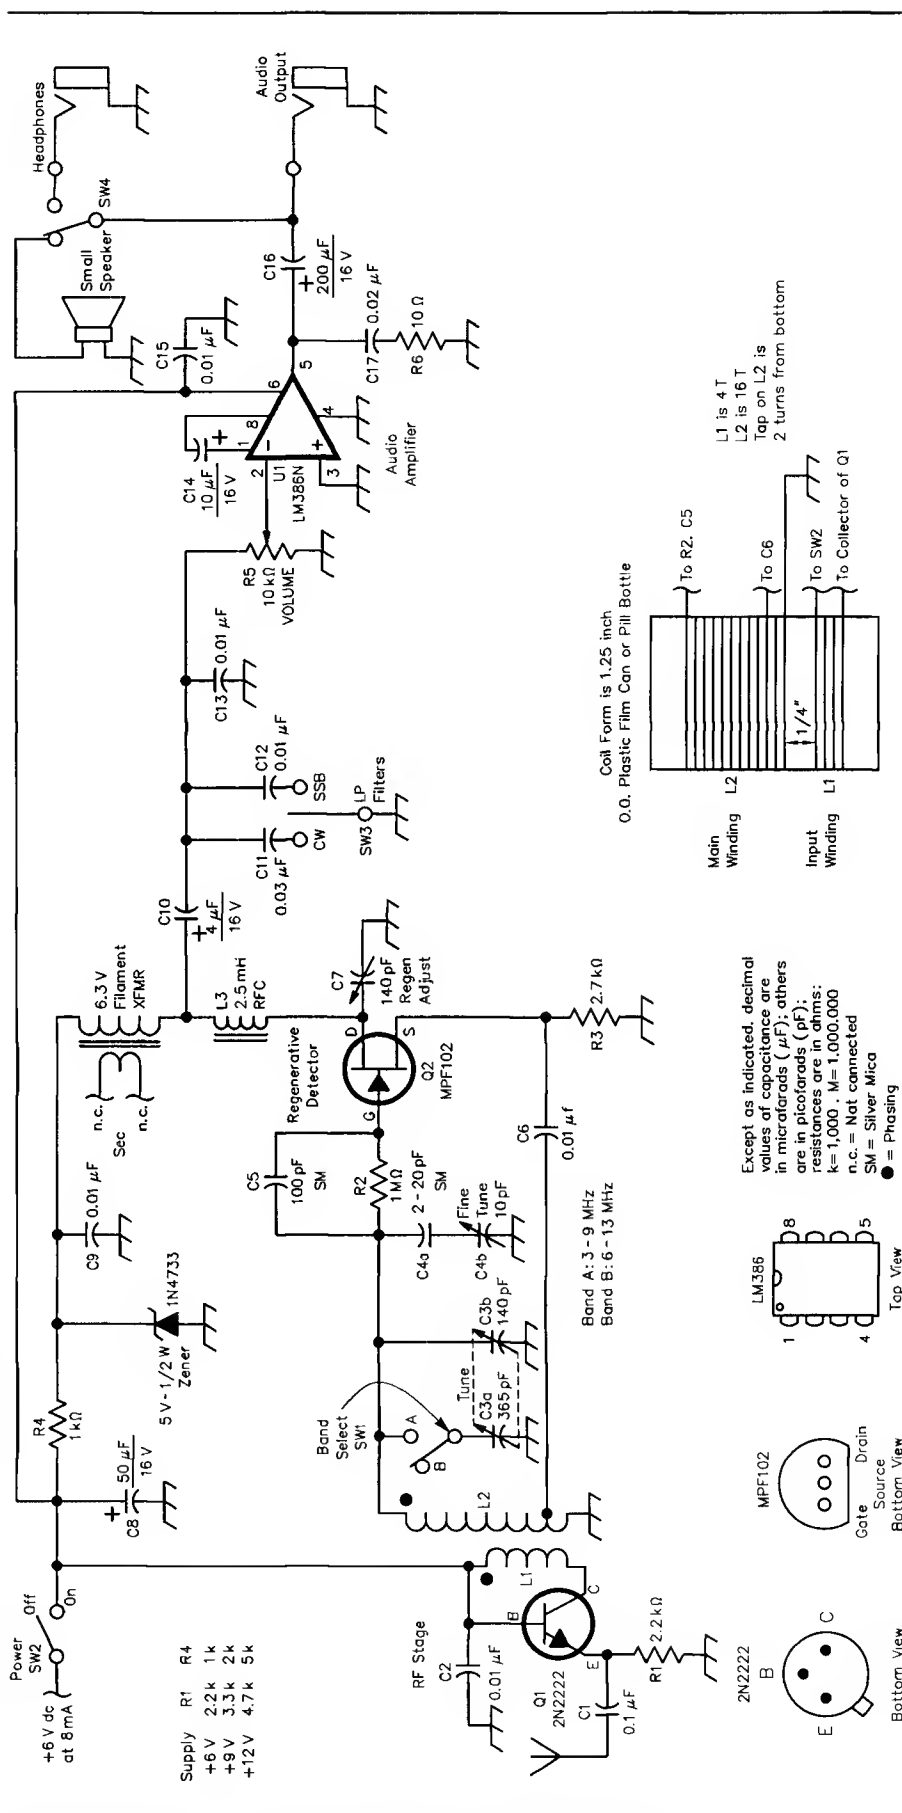 Power
SW2
Off
On
+6 V dc
at 8 mA
Supply R1 R4
+6 V 2.2 k 1 k
+9 V 3.3 k 2 k
+12 V 4.7 k 5 k
C8
50 µF
16 V
+
R4
1 kΩ
5 V - 1/2 W
Zener
1N4733
C9
0.01 µF
n.c.
Sec
n.c.
6.3 V
Filament
XFMR
L3
2.5 mH
RFC
C10
+
4 µF
16 V
C11
0.03 µF
CW
C12
0.01 µF
SSB
SW3
LP
Filters
C13
0.01 µF
R5
10 kΩ
VOLUME
C14
+
10 µF
16 V
1
8
6
2
-
U1
+
3
4
5
LM386N
Audio
Amplifier
C15
0.01 µF
Small
Speaker
SW4
Headphones
Audio
Output
C16
+
200 µF
16 V
C17
0.02 µF
R6
10 Ω
RF Stage
C2
0.01 µF
Q1
2N2222
B
C
E
C1
0.1 µF
R1
2.2 kΩ
L1
L2
Band
Select
SW1
A
B
Tune
C3a
365 pF
C3b
140 pF
C4a
2 - 20 pF
SM
C4b
Fine
Tune
10 pF
C5
100 pF
SM
R2
1 MΩ
Regenerative
Detector
G
D
S
Q2
MPF102
C7
140 pF
Regen
Adjust
C6
0.01 µf
R3
2.7 kΩ
Band A: 3 - 9 MHz
Band B: 6 - 13 MHz
2N2222
B
E
C
Bottom View
MPF102
Gate
Source
Drain
Bottom View
LM386
1
8
4
5
Top View
Except as indicated, decimal
values of capacitance are
in microfarads (µF); others
are in picofarads (pF);
resistances are in ohms;
k=1,000 , M=1,000,000
n.c. = Not connected
SM = Silver Mica
● = Phasing
Coil Form is 1.25 inch
O.D. Plastic Film Can or Pill Bottle
Main
Winding
L2
Input
Winding
L1
1/4"
To R2, C5
To C6
To SW2
To Collector of Q1
L1 is 4 T
L2 is 16 T
Tap on L2 is
2 turns from bottom